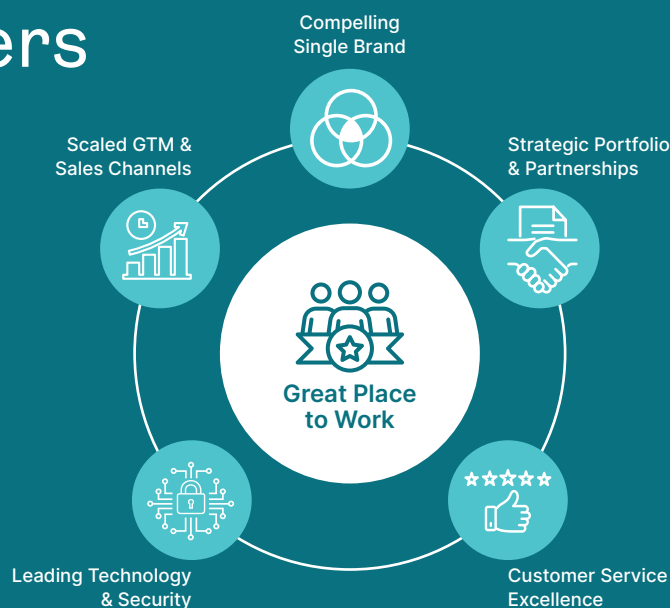 ers
Compelling
Single Brand
Scaled GTM &
Sales Channels
Strategic Portfolio
& Partnerships
Great Place
to Work
Leading Technology
& Security
Customer Service
Excellence